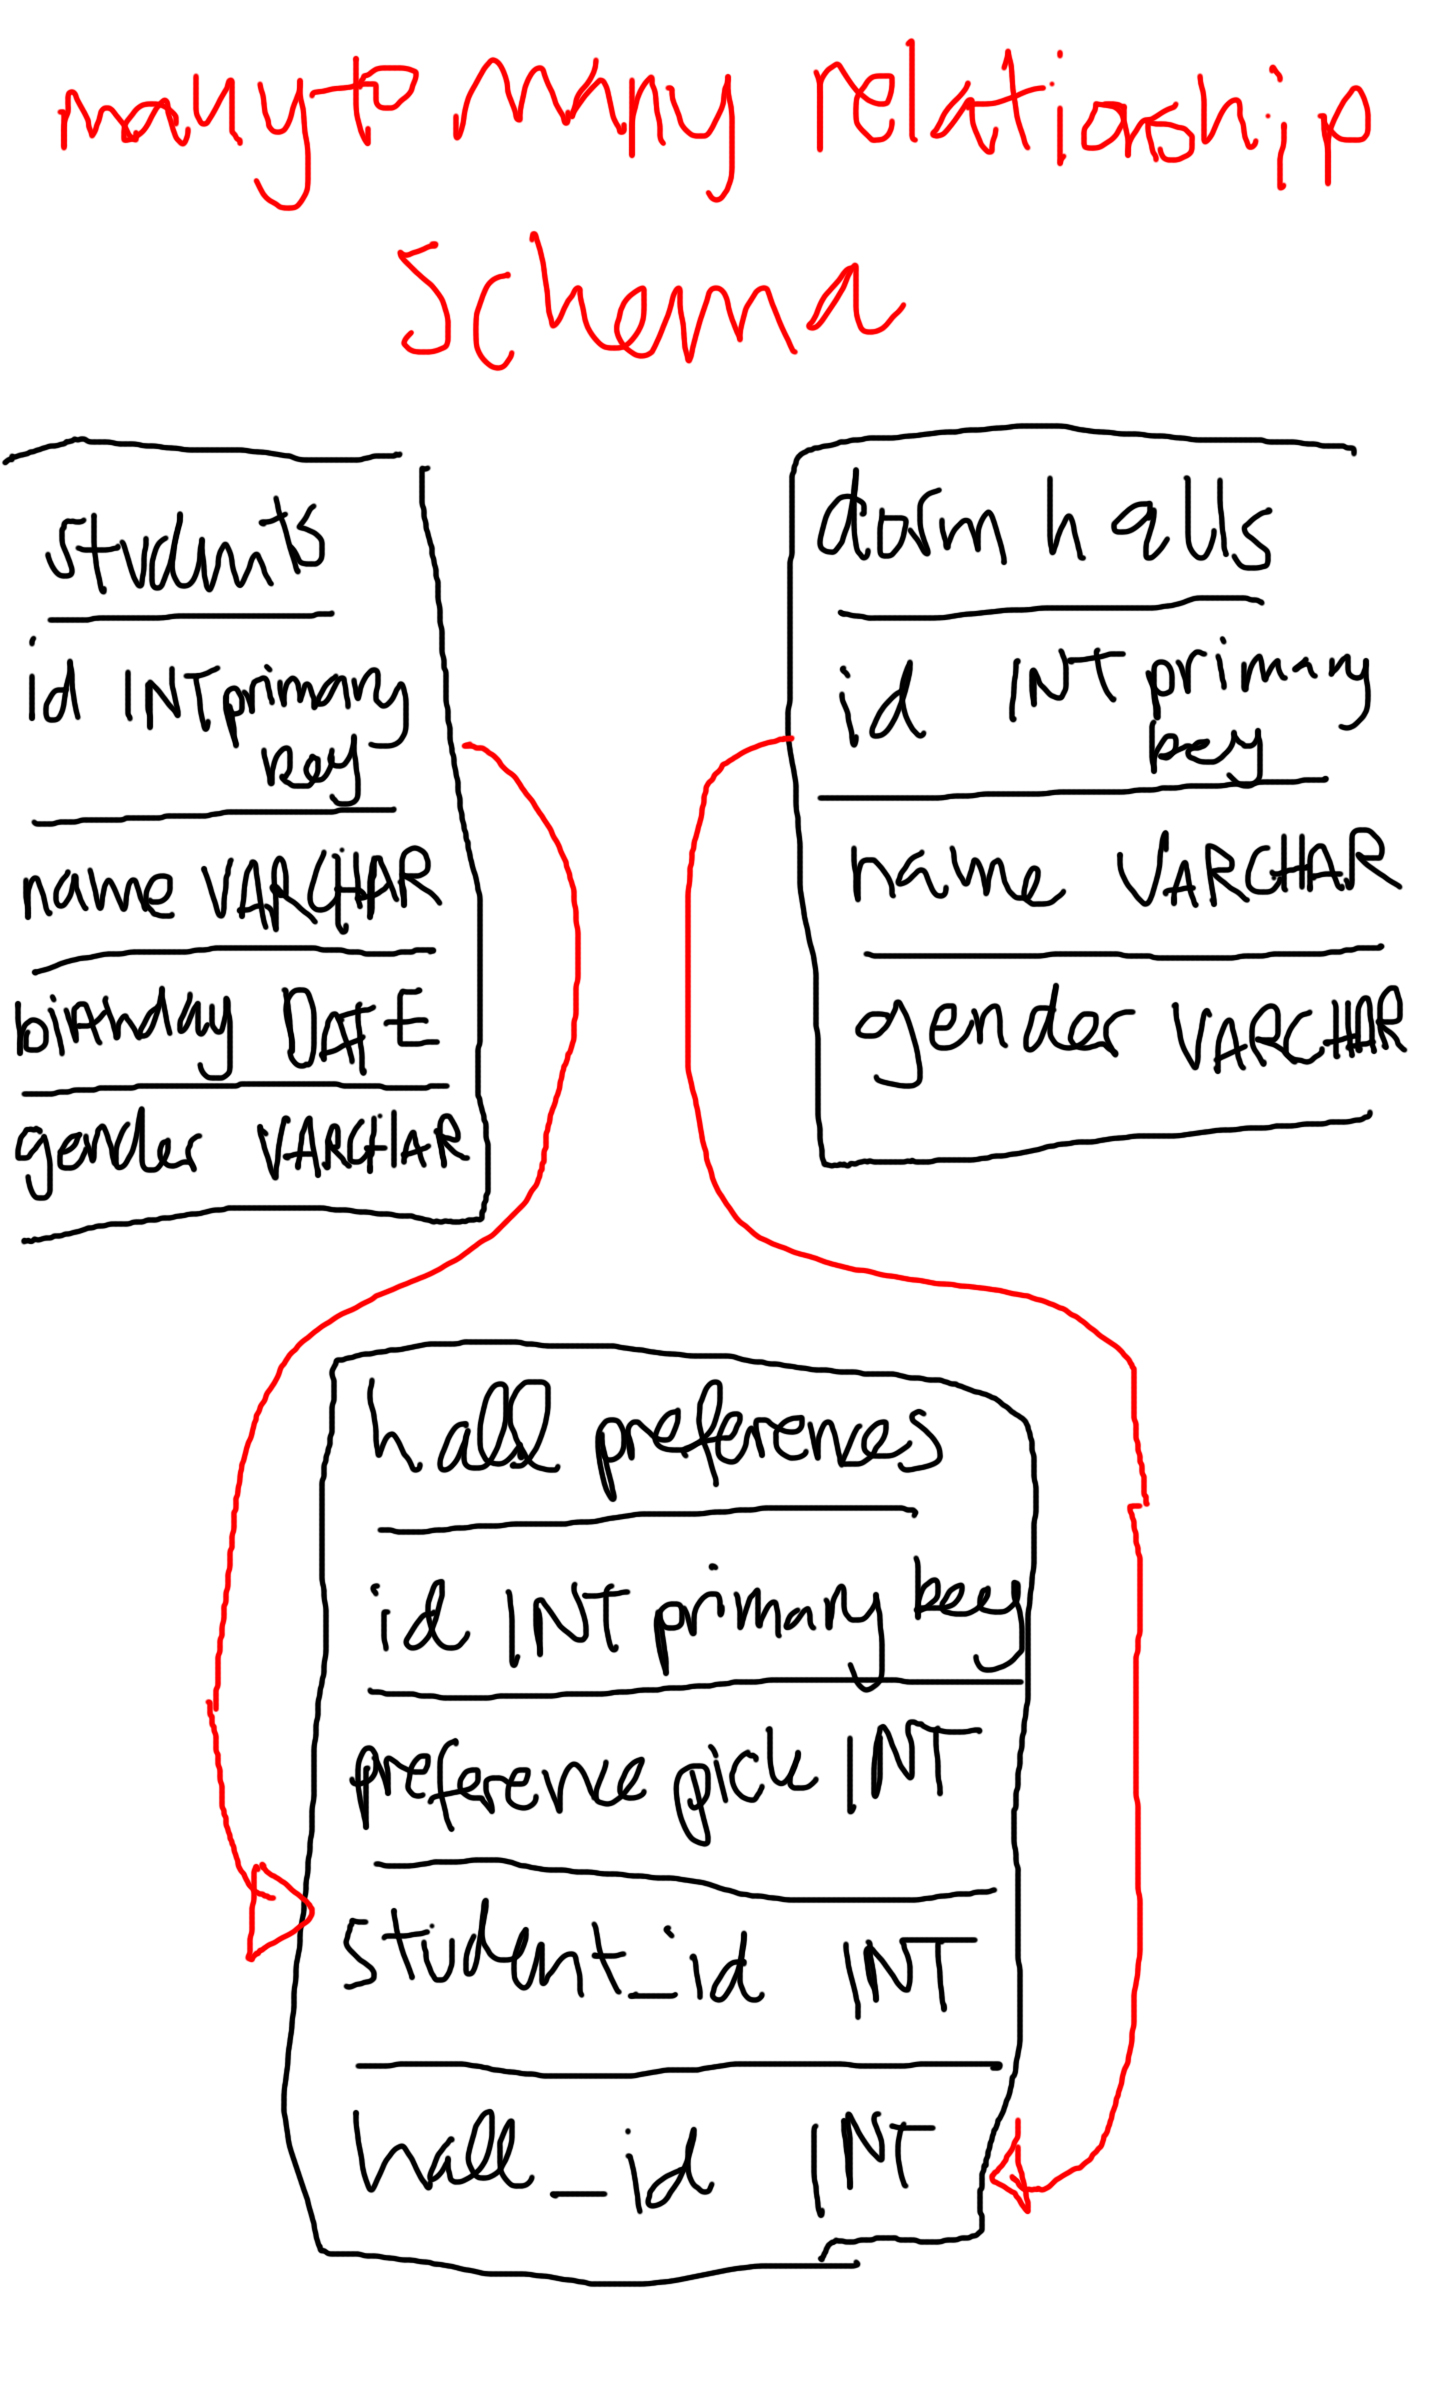 many to many relationship
Schema
students
id INT primary
key
name VARCHAR
birthday DATE
gender VARCHAR
dorm halls
id INT primary
key
name VARCHAR
gender VARCHAR
hall preferences
id INT primary key
preference pick INT
student_id INT
hall_id INT